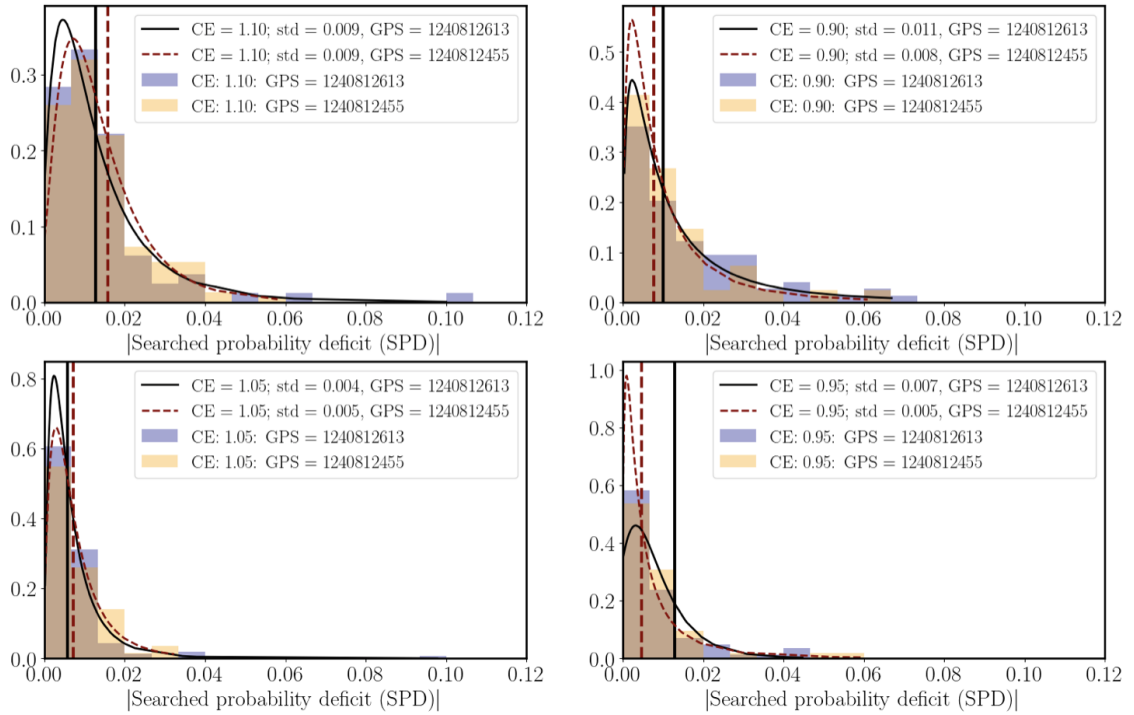 CE = 1.10; std = 0.009, GPS = 1240812613
CE = 1.10; std = 0.009, GPS = 1240812455
CE: 1.10: GPS = 1240812613
CE: 1.10: GPS = 1240812455
0.3
0.2
0.1
0.0
0.00 0.02 0.04 0.06 0.08 0.10 0.12
|Searched probability deficit (SPD)|
CE = 0.90; std = 0.011, GPS = 1240812613
CE = 0.90; std = 0.008, GPS = 1240812455
CE: 0.90: GPS = 1240812613
CE: 0.90: GPS = 1240812455
0.5
0.4
0.3
0.2
0.1
0.0
0.00 0.02 0.04 0.06 0.08 0.10 0.12
|Searched probability deficit (SPD)|
CE = 1.05; std = 0.004, GPS = 1240812613
CE = 1.05; std = 0.005, GPS = 1240812455
CE: 1.05: GPS = 1240812613
CE: 1.05: GPS = 1240812455
0.8
0.6
0.4
0.2
0.0
0.00 0.02 0.04 0.06 0.08 0.10 0.12
|Searched probability deficit (SPD)|
CE = 0.95; std = 0.007, GPS = 1240812613
CE = 0.95; std = 0.005, GPS = 1240812455
CE: 0.95: GPS = 1240812613
CE: 0.95: GPS = 1240812455
1.0
0.8
0.6
0.4
0.2
0.0
0.00 0.02 0.04 0.06 0.08 0.10 0.12
|Searched probability deficit (SPD)|